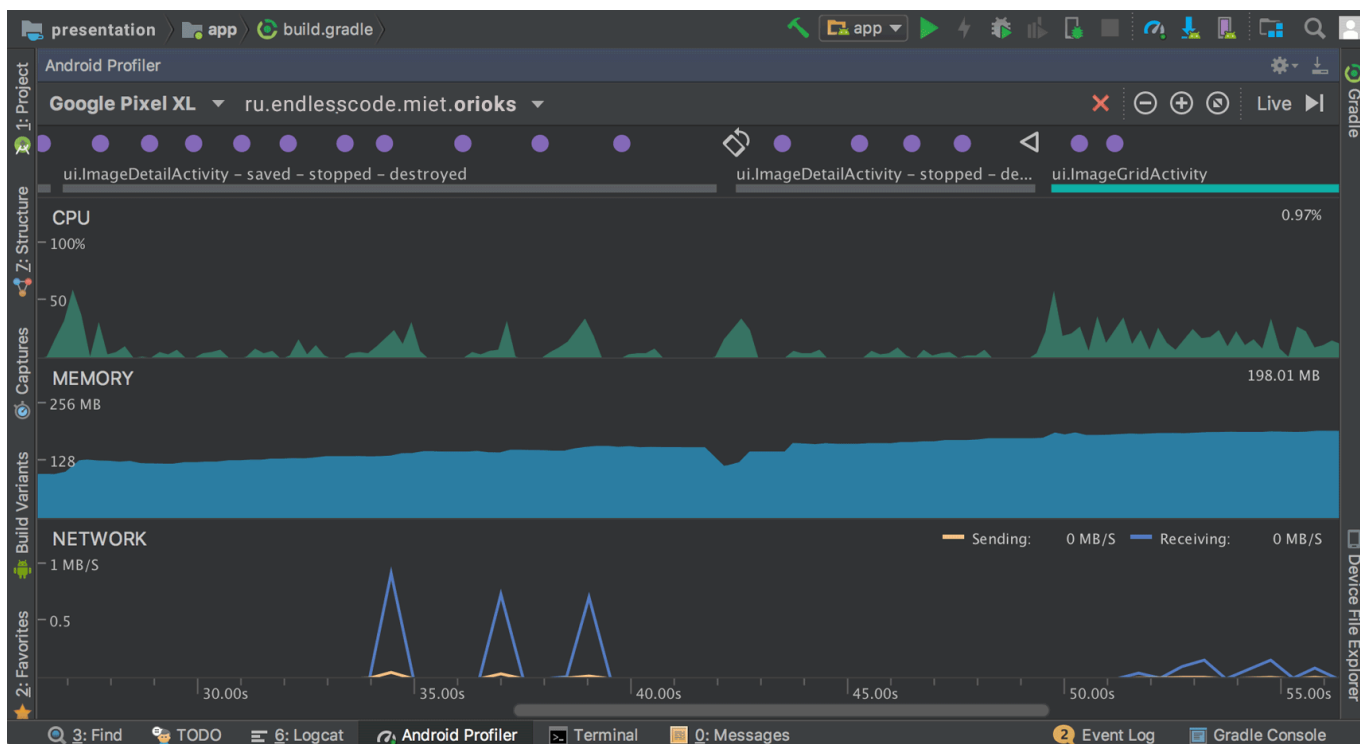 presentation app build.gradle app
Android Profiler
Google Pixel XL ru.endlesscode.miet.orioks Live
ui.ImageDetailActivity – saved – stopped – destroyed ui.ImageDetailActivity – stopped – de... ui.ImageGridActivity
CPU 0.97%
100%
50
MEMORY 198.01 MB
256 MB
128
NETWORK Sending: 0 MB/S Receiving: 0 MB/S
1 MB/S
0.5
30.00s 35.00s 40.00s 45.00s 50.00s 55.00s
1: Project
Z: Structure
Captures
Build Variants
2: Favorites
Gradle
Device File Explorer
3: Find TODO 6: Logcat Android Profiler Terminal 0: Messages 2 Event Log Gradle Console